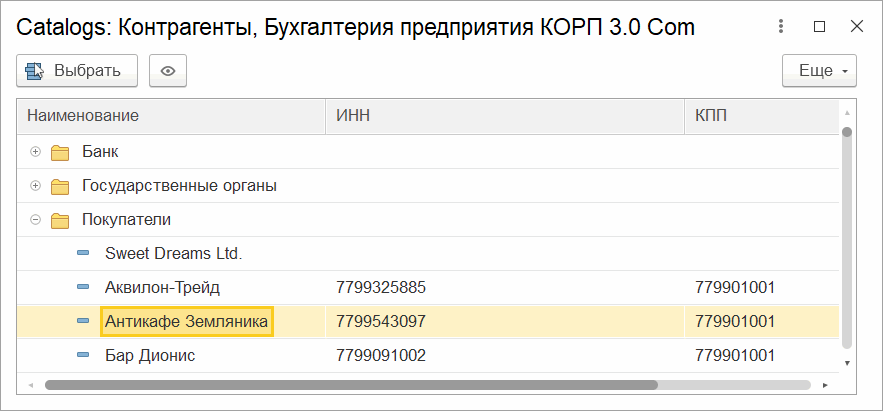 Catalogs: Контрагенты, Бухгалтерия предприятия КОРП 3.0 Com
Выбрать Еще
Наименование ИНН КПП
Банк
Государственные органы
Покупатели
Sweet Dreams Ltd.
Аквилон-Трейд 7799325885 779901001
Антикафе Земляника 7799543097 779901001
Бар Дионис 7799091002 779901001